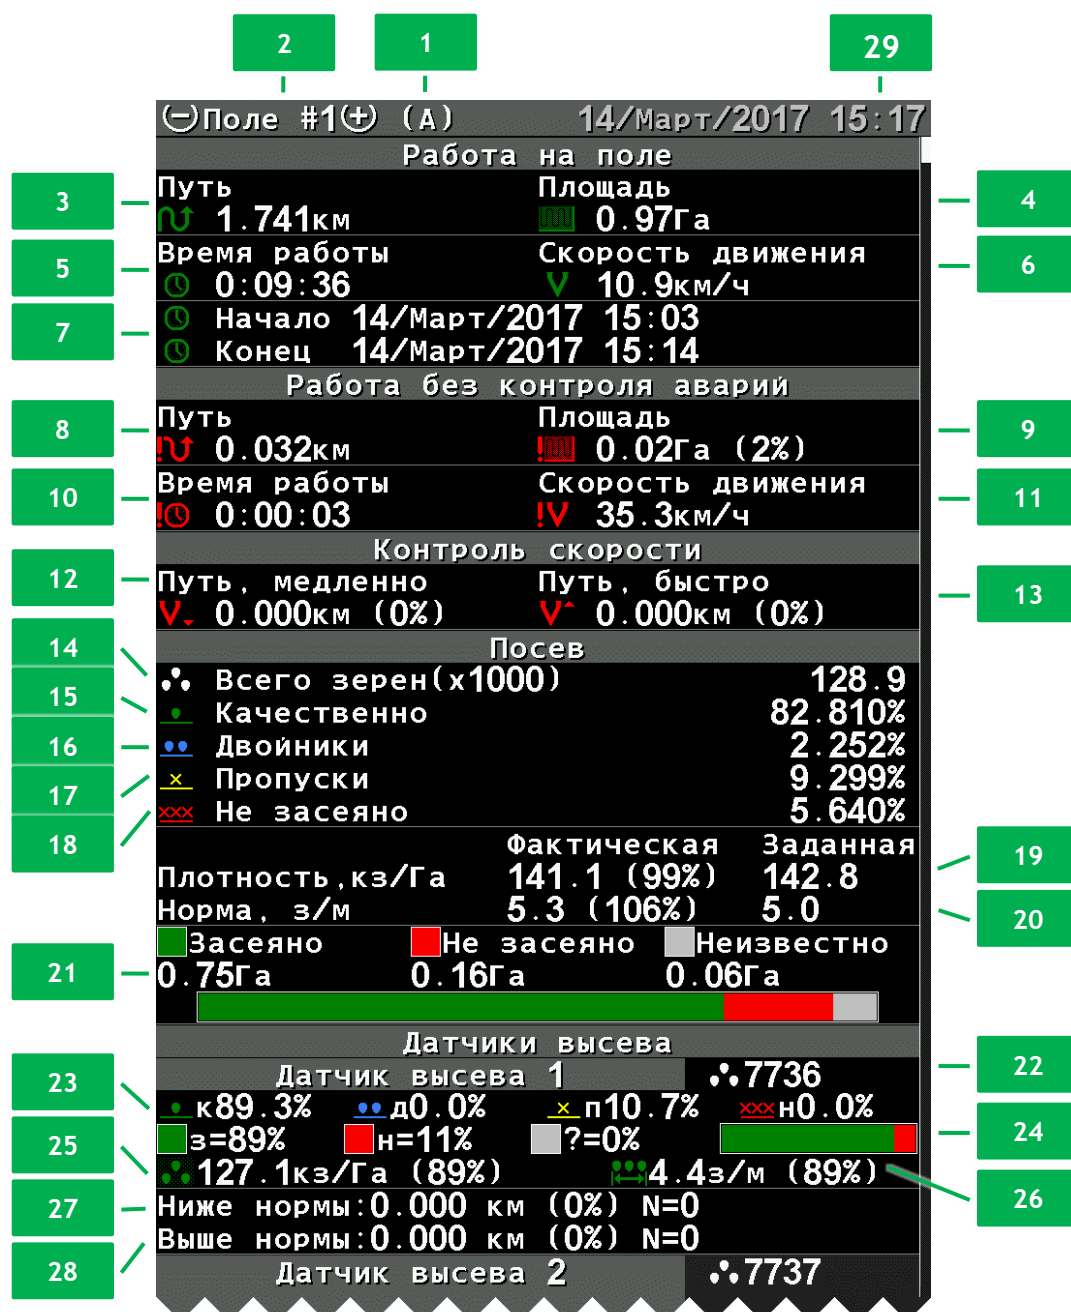 2 1 29
Поле #1 (A) 14/Март/2017 15:17
Работа на поле
3 Путь Площадь 4
1.741км 0.97Га
5 Время работы Скорость движения 6
0:09:36 10.9км/ч
7 Начало 14/Март/2017 15:03
Конец 14/Март/2017 15:14
Работа без контроля аварий
8 Путь Площадь 9
!0.032км !0.02Га (2%)
10 Время работы Скорость движения 11
!0:00:03 !V 35.3км/ч
Контроль скорости
12 Путь, медленно Путь, быстро 13
V 0.000км (0%) V 0.000км (0%)
Посев
14 Всего зерен(x1000) 128.9
15 Качественно 82.810%
16 Двойники 2.252%
17 Пропуски 9.299%
18 Не засеяно 5.640%
Фактическая Заданная
Плотность,кз/Га 141.1 (99%) 142.8 19
Норма, з/м 5.3 (106%) 5.0 20
Засеяно Не засеяно Неизвестно
21 0.75Га 0.16Га 0.06Га
Датчики высева
Датчик высева 1 7736 22
23 к89.3% д0.0% п10.7% н0.0%
з=89% н=11% ?=0% 24
25 127.1кз/Га (89%) 4.4з/м (89%) 26
27 Ниже нормы:0.000 км (0%) N=0
28 Выше нормы:0.000 км (0%) N=0
Датчик высева 2 7737